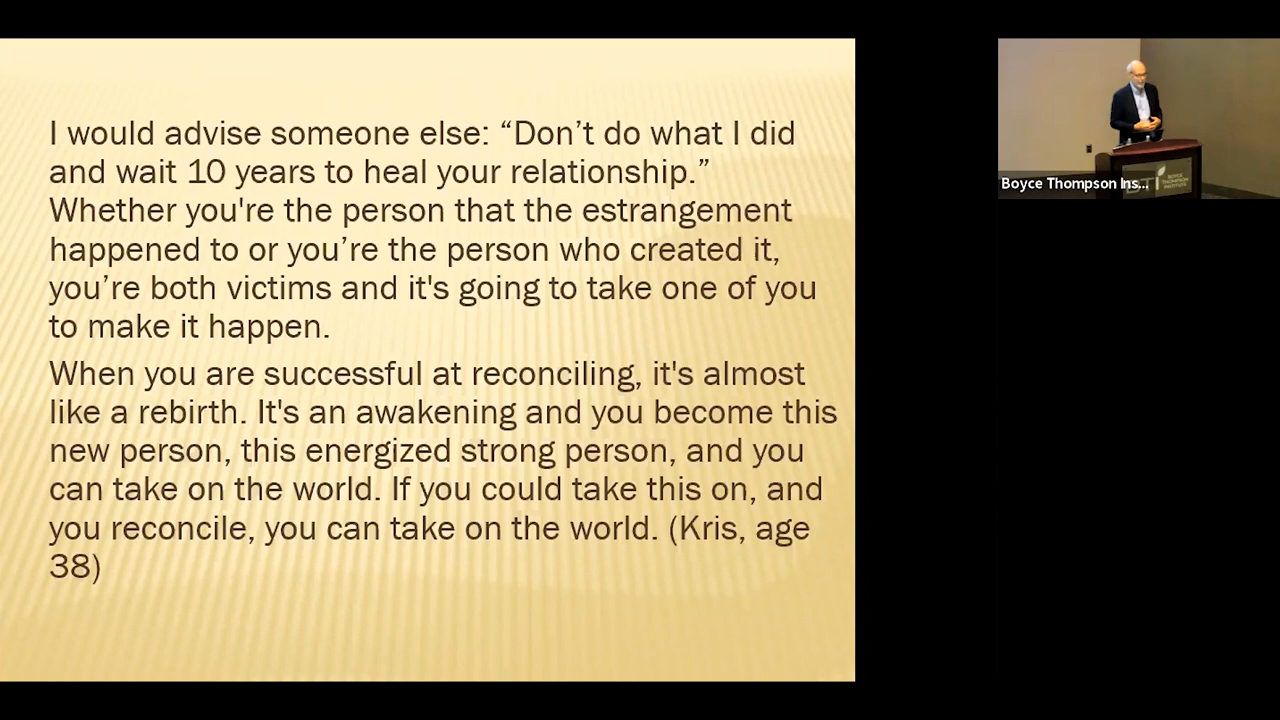 I would advise someone else: “Don’t do what I did
and wait 10 years to heal your relationship.”
Whether you're the person that the estrangement
happened to or you’re the person who created it,
you’re both victims and it's going to take one of you
to make it happen.
When you are successful at reconciling, it's almost
like a rebirth. It's an awakening and you become this
new person, this energized strong person, and you
can take on the world. If you could take this on, and
you reconcile, you can take on the world. (Kris, age
38)
Boyce Thompson Ins...
BTI
BOYCE
THOMPSON
INSTITUTE